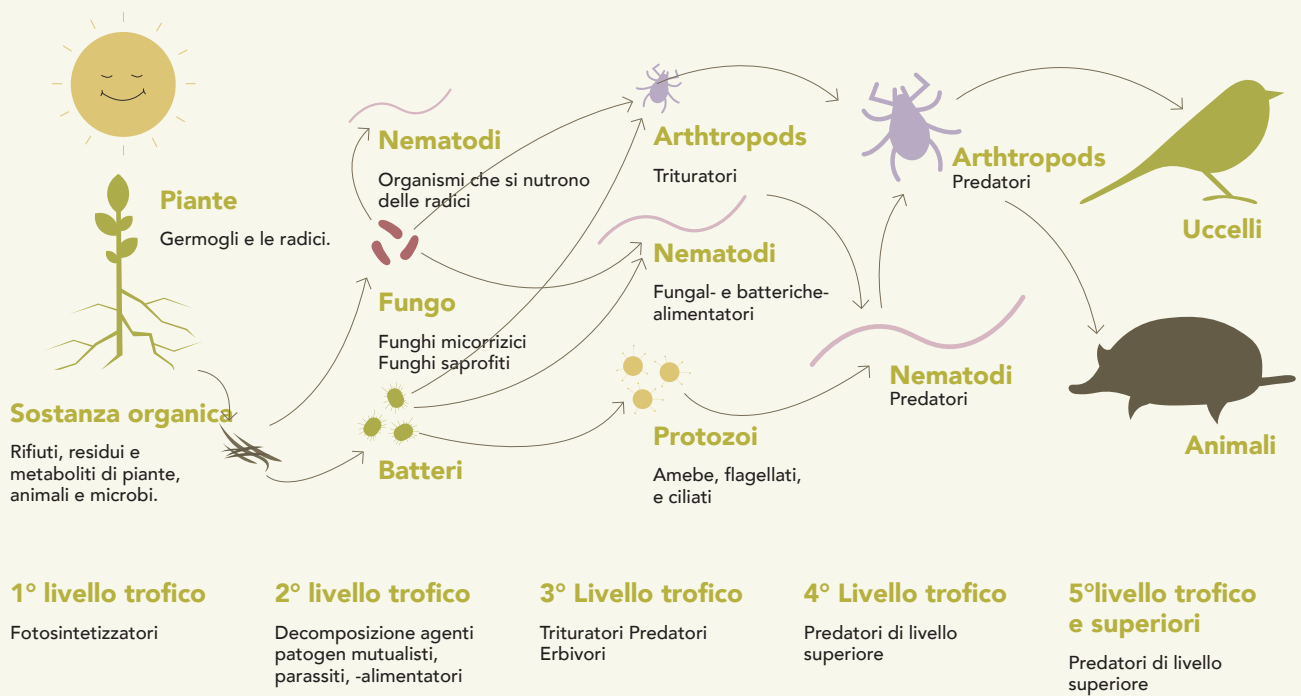 Piante
Germogli e le radici.
Sostanza organica
Rifiuti, residui e
metaboliti di piante,
animali e microbi.
Nematodi
Organismi che si nutrono
delle radici
Fungo
Funghi micorrizici
Funghi saprofiti
Batteri
Arthtropods
Trituratori
Nematodi
Fungal- e batteriche-
alimentatori
Protozoi
Amebe, flagellati,
e ciliati
Arthtropods
Predatori
Nematodi
Predatori
Uccelli
Animali
1° livello trofico
Fotosintetizzatori
2° livello trofico
Decomposizione agenti
patogen mutualisti,
parassiti, -alimentatori
3° Livello trofico
Trituratori Predatori
Erbivori
4° Livello trofico
Predatori di livello
superiore
5°livello trofico
e superiori
Predatori di livello
superiore